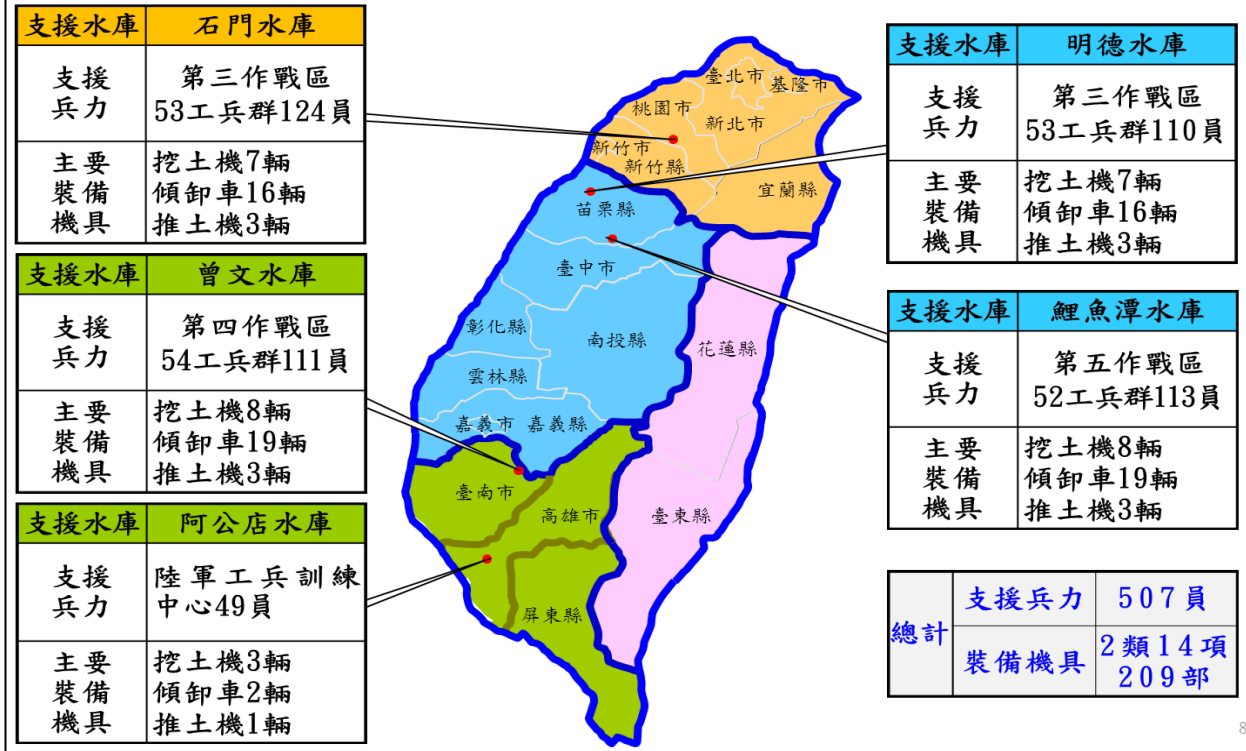 支援水庫 石門水庫
支援
兵力
第三作戰區
53工兵群124員
主要
裝備
機具
挖土機7輛
傾卸車16輛
推土機3輛
支援水庫 曾文水庫
支援
兵力
第四作戰區
54工兵群111員
主要
裝備
機具
挖土機8輛
傾卸車19輛
推土機3輛
支援水庫 阿公店水庫
支援
兵力
陸軍工兵訓練
中心49員
主要
裝備
機具
挖土機3輛
傾卸車2輛
推土機1輛
臺北市
基隆市
桃園市
新北市
新竹市
新竹縣
宜蘭縣
苗栗縣
臺中市
彰化縣
南投縣
花蓮縣
雲林縣
嘉義市
嘉義縣
臺南市
高雄市
臺東縣
屏東縣
支援水庫 明德水庫
支援
兵力
第三作戰區
53工兵群110員
主要
裝備
機具
挖土機7輛
傾卸車16輛
推土機3輛
支援水庫 鯉魚潭水庫
支援
兵力
第五作戰區
52工兵群113員
主要
裝備
機具
挖土機8輛
傾卸車19輛
推土機3輛
總計
支援兵力 507員
裝備機具
2類14項
209部
8